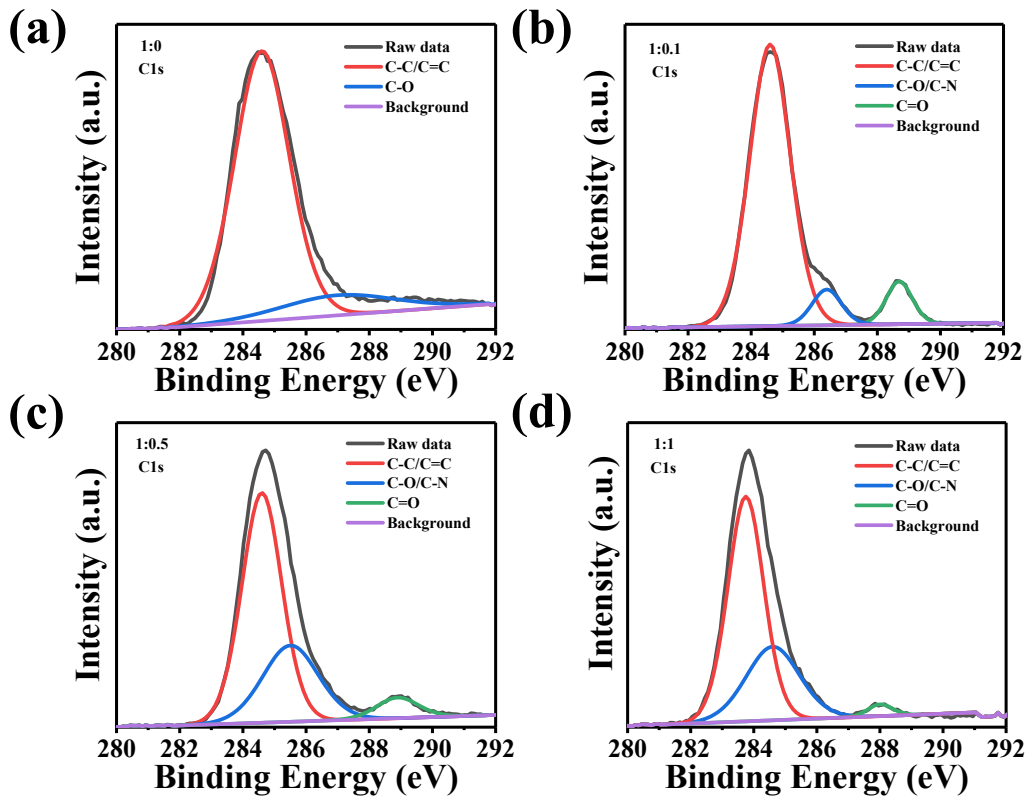 (a)
1:0
C1s
Raw data
C-C/C=C
C-O
Background
Intensity (a.u.)
280 282 284 286 288 290 292
Binding Energy (eV)
(b)
1:0.1
C1s
Raw data
C-C/C=C
C-O/C-N
C=O
Background
Intensity (a.u.)
280 282 284 286 288 290 292
Binding Energy (eV)
(c)
1:0.5
C1s
Raw data
C-C/C=C
C-O/C-N
C=O
Background
Intensity (a.u.)
280 282 284 286 288 290 292
Binding Energy (eV)
(d)
1:1
C1s
Raw data
C-C/C=C
C-O/C-N
C=O
Background
Intensity (a.u.)
280 282 284 286 288 290 292
Binding Energy (eV)